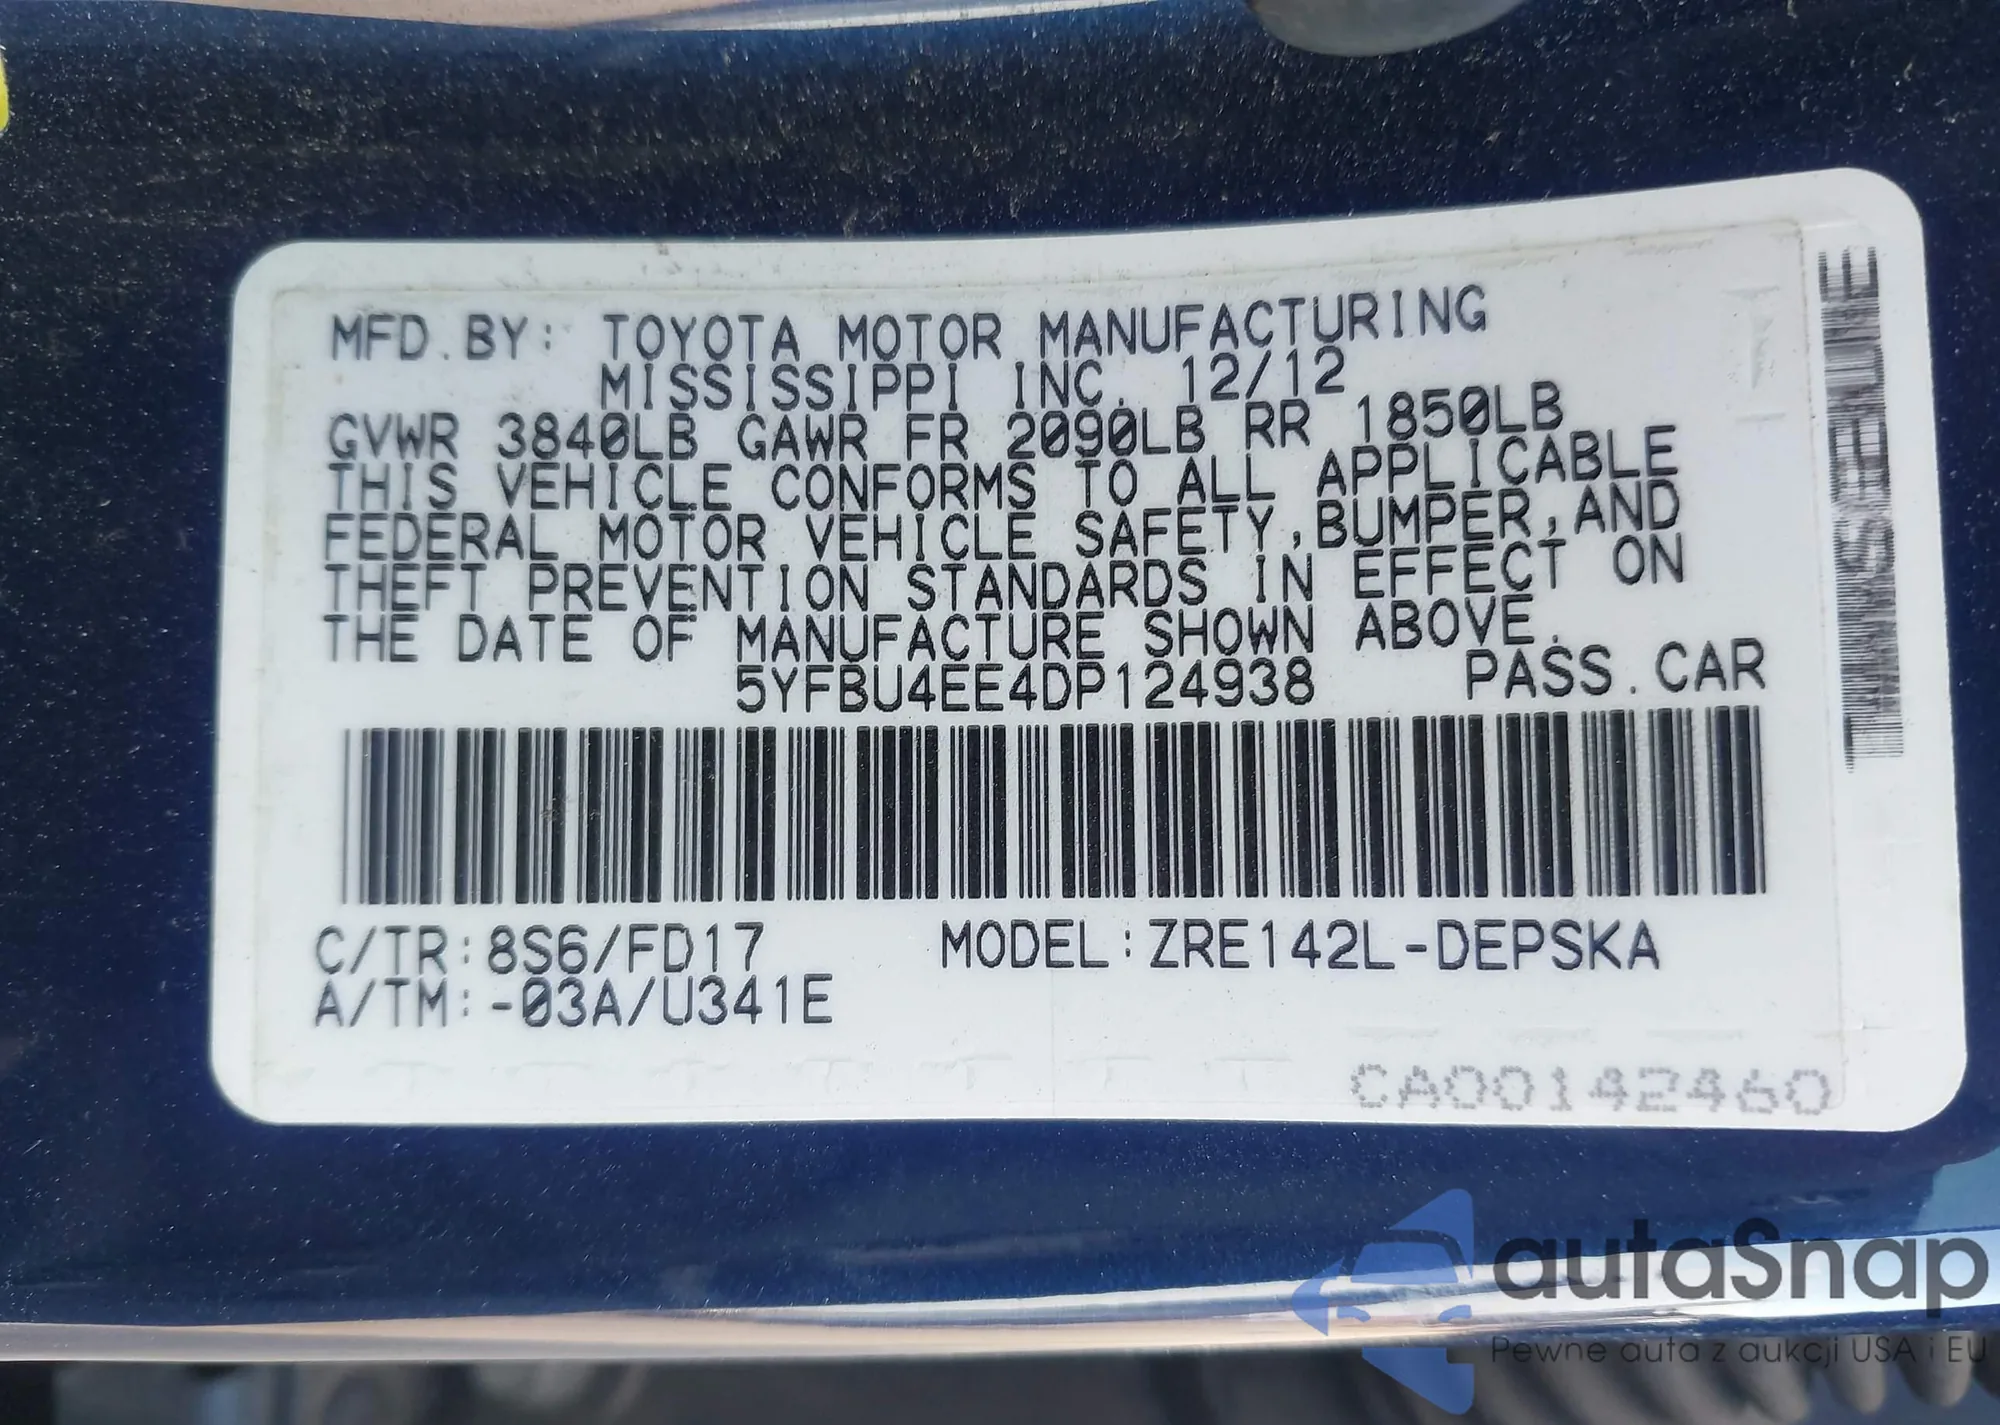 MFD.BY: TOYOTA MOTOR MANUFACTURING
MISSISSIPPI INC. 12/12
GVWR 3840LB GAWR FR 2090LB RR 1850LB
THIS VEHICLE CONFORMS TO ALL APPLICABLE
FEDERAL MOTOR VEHICLE SAFETY,BUMPER,AND
THEFT PREVENTION STANDARDS IN EFFECT ON
THE DATE OF MANUFACTURE SHOWN ABOVE.
5YFBU4EE4DP124938 PASS.CAR
C/TR:8S6/FD17 MODEL:ZRE142L-DEPSKA
A/TM:-03A/U341E
CA00142460
autaSnap
Pewne auta z aukcji USA i EU